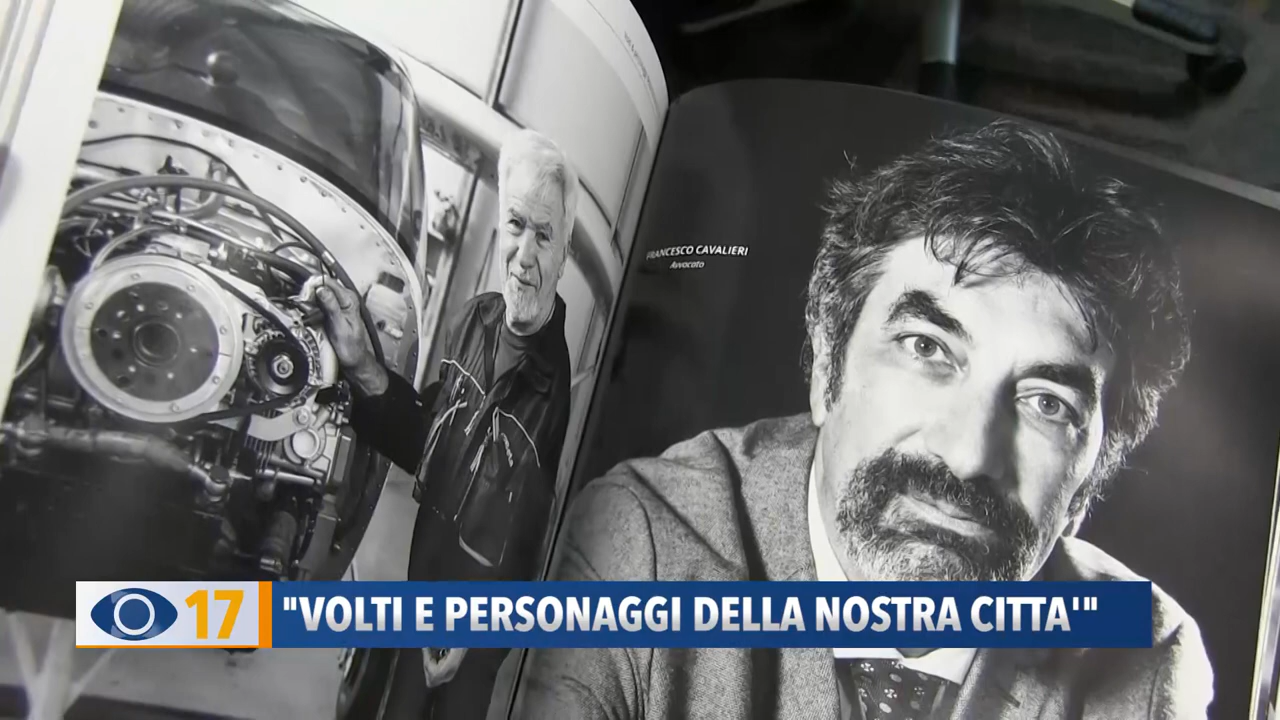 FRANCESCO CAVALIERI
Avvocato
17
"VOLTI E PERSONAGGI DELLA NOSTRA CITTA'"